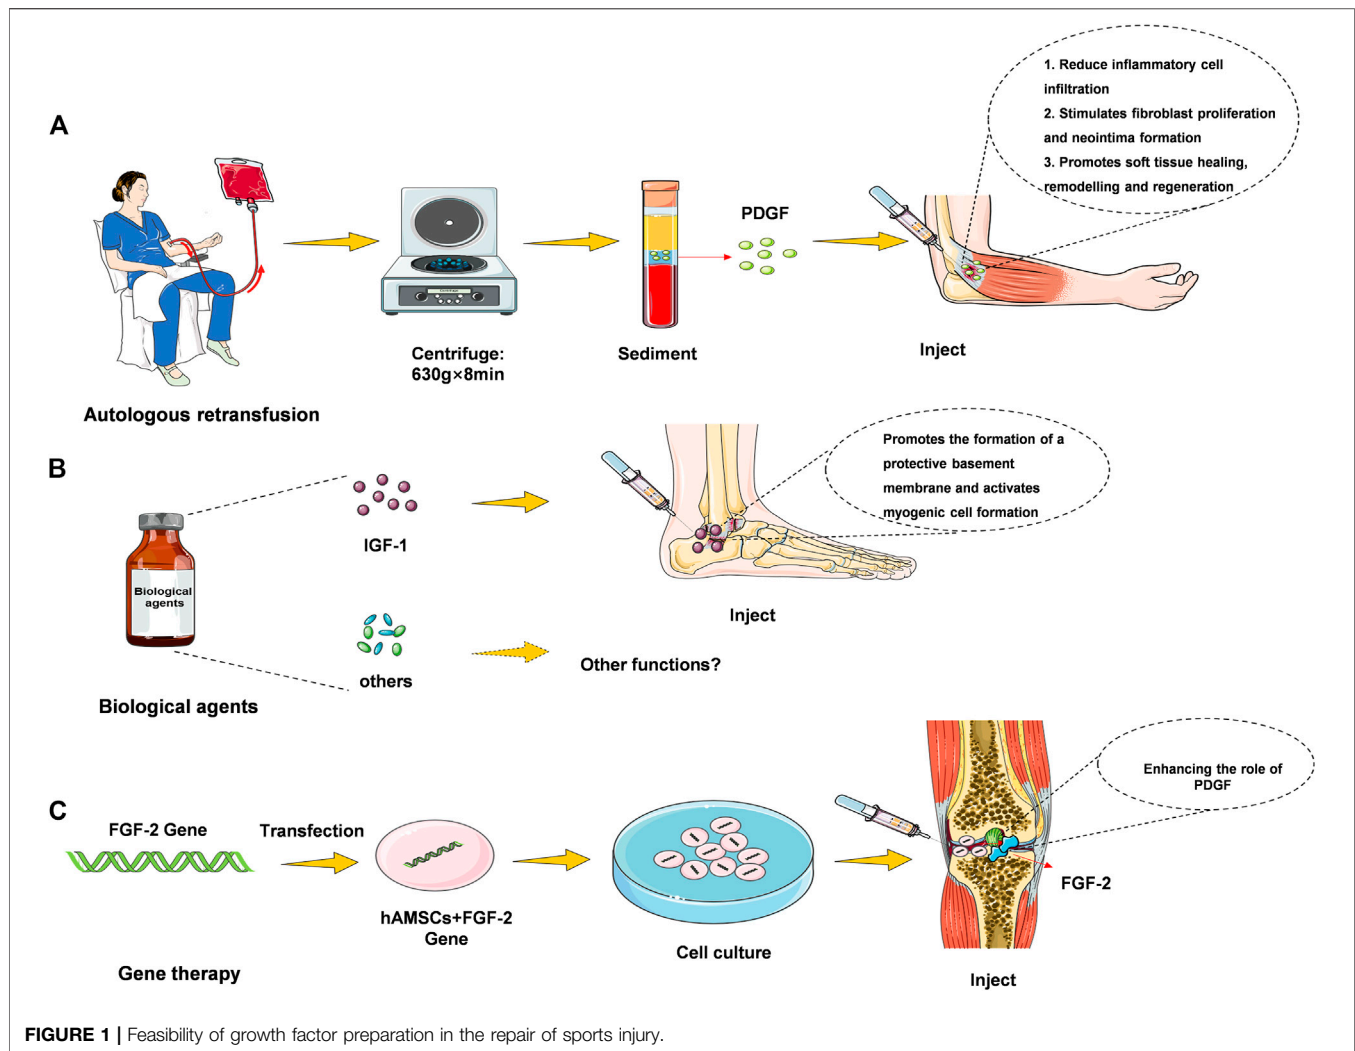 A
1. Reduce inflammatory cell
infiltration
2. Stimulates fibroblast proliferation
and neointima formation
3. Promotes soft tissue healing,
remodelling and regeneration
PDGF
Centrifuge:
630g×8min
Sediment
Inject
Autologous retransfusion
B
Biological
agents
Biological agents
IGF-1
others
Promotes the formation of a
protective basement
membrane and activates
myogenic cell formation
Inject
Other functions?
C
FGF-2 Gene
Transfection
hAMSCs+FGF-2
Gene
Cell culture
Enhancing the role of
PDGF
FGF-2
Inject
Gene therapy
FIGURE 1 | Feasibility of growth factor preparation in the repair of sports injury.